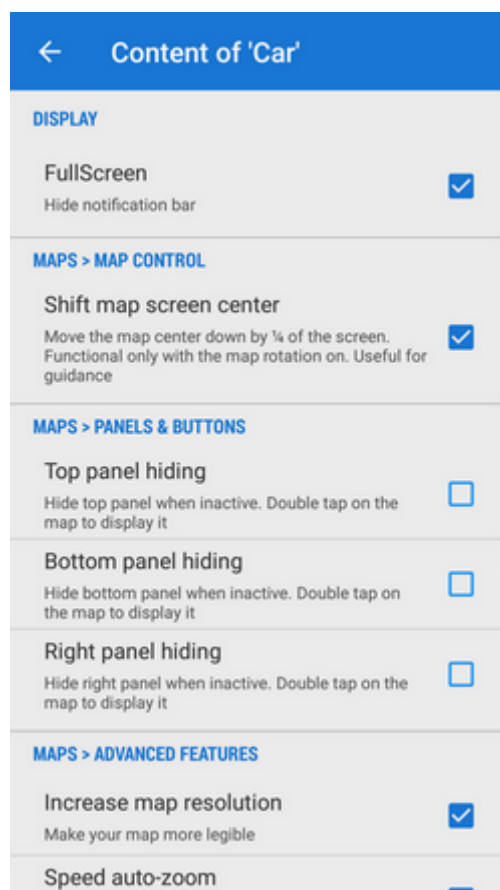 Content of 'Car'
DISPLAY
FullScreen
Hide notification bar
MAPS > MAP CONTROL
Shift map screen center
Move the map center down by ¼ of the screen.
Functional only with the map rotation on. Useful for
guidance
MAPS > PANELS & BUTTONS
Top panel hiding
Hide top panel when inactive. Double tap on the
map to display it
Bottom panel hiding
Hide bottom panel when inactive. Double tap on
the map to display it
Right panel hiding
Hide right panel when inactive. Double tap on the
map to display it
MAPS > ADVANCED FEATURES
Increase map resolution
Make your map more legible
Speed auto-zoom